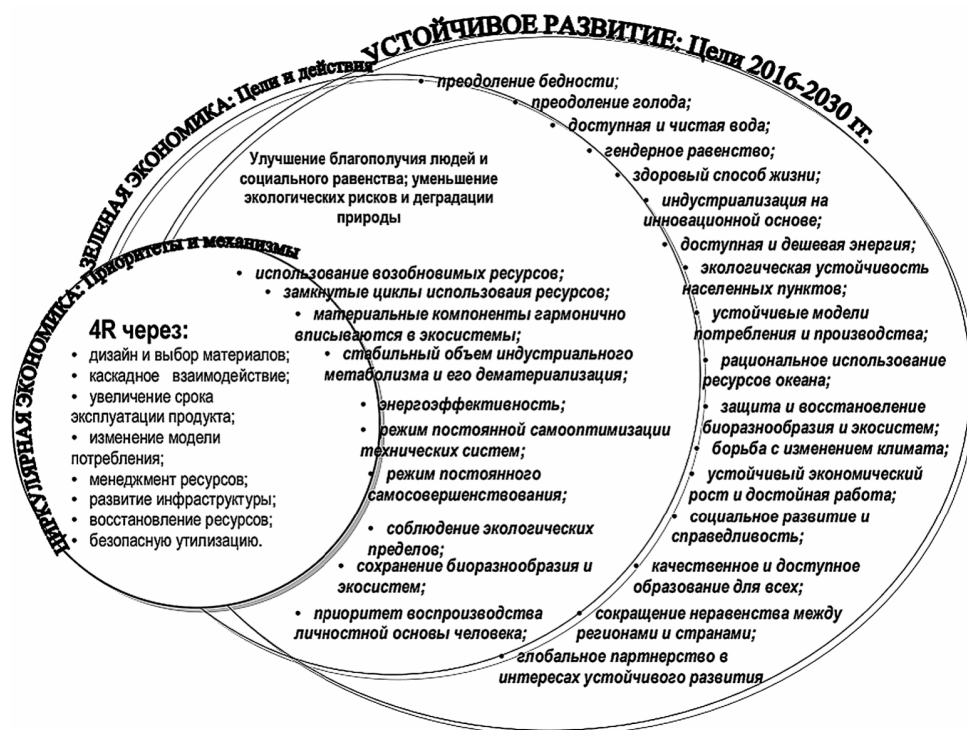 УСТОЙЧИВОЕ РАЗВИТИЕ: Цели 2016-2030 гг.
ЗЕЛЕНАЯ ЭКОНОМИКА: Цели и действия
ЦИРКУЛЯРНАЯ ЭКОНОМИКА: Приоритеты и механизмы
Улучшение благополучия людей и
социального равенства; уменьшение
экологических рисков и деградации
природы
4R через:
• дизайн и выбор материалов;
• каскадное взаимодействие;
• увеличение срока
эксплуатации продукта;
• изменение модели
потребления;
• менеджмент ресурсов;
• развитие инфраструктуры;
• восстановление ресурсов;
• безопасную утилизацию.
• использование возобновимых ресурсов;
• замкнутые циклы использоваия ресурсов;
• материальные компоненты гармонично
вписываются в экосистемы;
• стабильный объем индустриального
метаболизма и его дематериализация;
• энергоэффективность;
• режим постоянной самооптимизации
технических систем;
• режим постоянного
самосовершенствования;
• соблюдение экологических
пределов;
• сохранение биоразнообразия и
экосистем;
• приоритет воспроизводства
личностной основы человека;
• преодоление бедности;
• преодоление голода;
• доступная и чистая вода;
• гендерное равенство;
• здоровый способ жизни;
• индустриализация на
инновационной основе;
• доступная и дешевая энергия;
• экологическая устойчивость
населенных пунктов;
• устойчивые модели
потребления и производства;
• рациональное использование
ресурсов океана;
• защита и восстановление
биоразнообразия и экосистем;
• борьба с изменением климата;
• устойчивый экономический
рост и достойная работа;
• социальное развитие и
справедливость;
• качественное и доступное
образование для всех;
• сокращение неравенства между
регионами и странами;
• глобальное партнерство в
интересах устойчивого развития